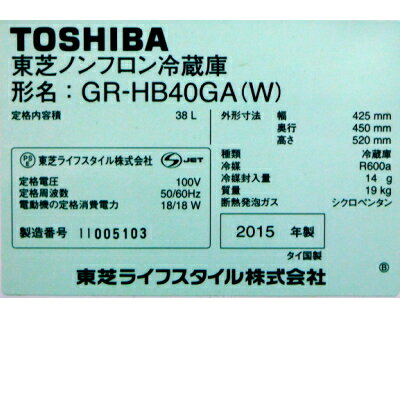 TOSHIBA
東芝ノンフロン冷蔵庫
形名：GR-HB40GA(W)
定格内容積 38 L
外形寸法 幅 425 mm
奥行 450 mm
高さ 520 mm
種類 冷蔵庫
冷媒 R600a
冷媒封入量 14 g
質量 19 kg
断熱発泡ガス シクロペンタン
PS E 東芝ライフスタイル株式会社 S JET
定格電圧 100V
定格周波数 50/60Hz
電動機の定格消費電力 18/18 W
製造番号 11005103
2015 年製
タイ国製
東芝ライフスタイル株式会社
B